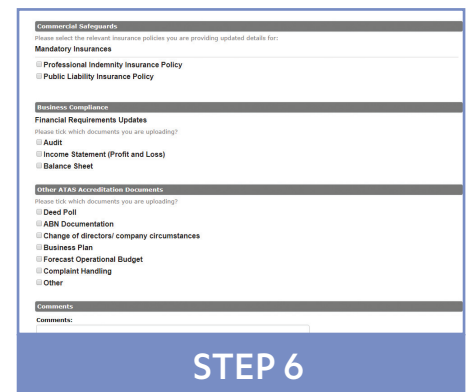 Commercial Safeguards
Please select the relevant insurance policies you are providing updated details for:
Mandatory Insurances
Professional Indemnity Insurance Policy
Public Liability Insurance Policy
Business Compliance
Financial Requirements Updates
Please tick which documents you are uploading?
Audit
Income Statement (Profit and Loss)
Balance Sheet
Other ATAS Accreditation Documents
Please tick which documents you are uploading?
Deed Poll
ABN Documentation
Change of directors/ company circumstances
Business Plan
Forecast Operational Budget
Complaint Handling
Other
Comments
Comments:
STEP 6